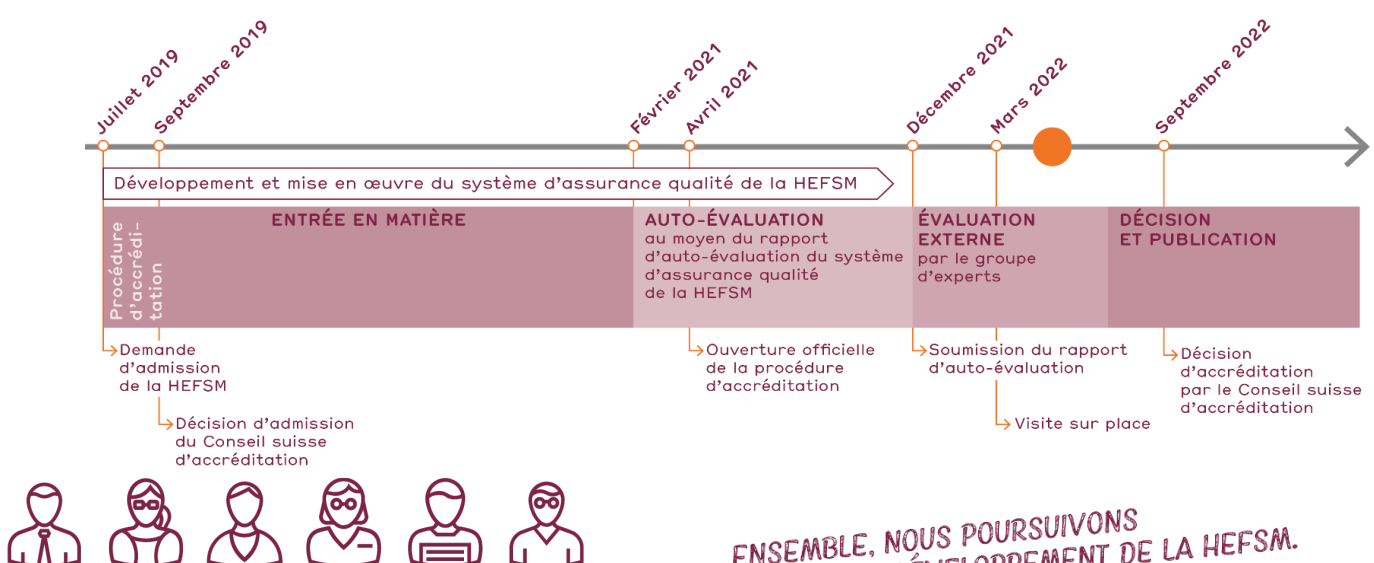 Juillet 2019
Septembre 2019
Février 2021
Avril 2021
Décembre 2021
Mars 2022
Septembre 2022
Développement et mise en œuvre du système d'assurance qualité de la HEFSM
Procédure
d'accrédi-
tation
ENTRÉE EN MATIÈRE
AUTO-ÉVALUATION
au moyen du rapport
d'auto-évaluation du système
d'assurance qualité
de la HEFSM
ÉVALUATION
EXTERNE
par le groupe
d'experts
DÉCISION
ET PUBLICATION
Demande
d'admission
de la HEFSM
Décision d'admission
du Conseil suisse
d'accréditation
Ouverture officielle
de la procédure
d'accréditation
Soumission du rapport
d'auto-évaluation
Visite sur place
Décision
d'accréditation
par le Conseil suisse
d'accréditation
ENSEMBLE, NOUS POURSUIVONS
DÉVELOPPEMENT DE LA HEFSM.